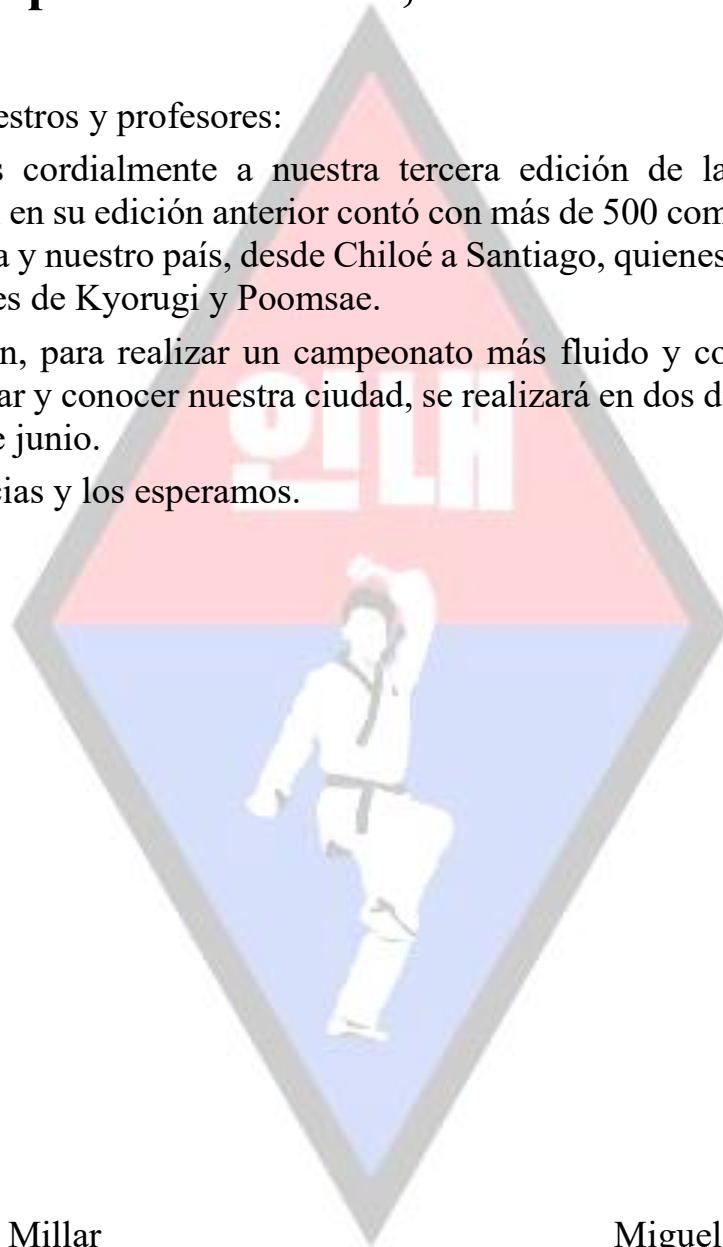 estros y profesores:
s cordialmente a nuestra tercera edición de la
en su edición anterior contó con más de 500 com
a y nuestro país, desde Chiloé a Santiago, quienes
es de Kyorugi y Poomsae.
n, para realizar un campeonato más fluido y co
ar y conocer nuestra ciudad, se realizará en dos d
e junio.
cias y los esperamos.
인내
Millar Miguel